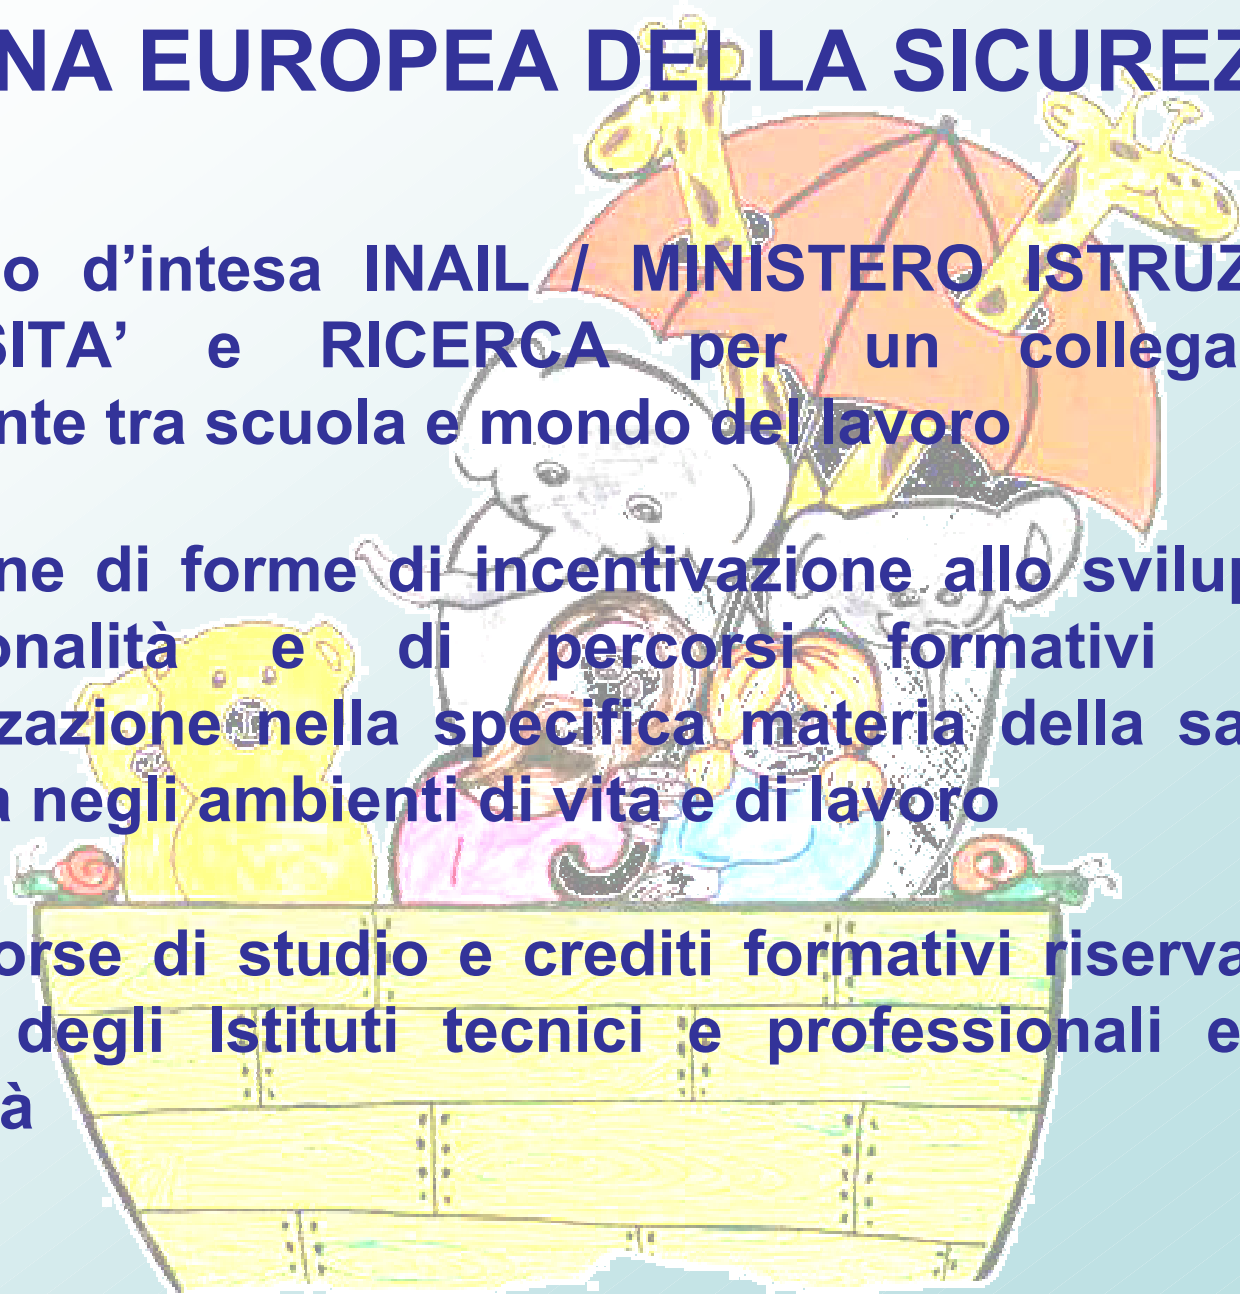 NA EUROPEA DELLA SICUREZ
o d’intesa INAIL / MINISTERO ISTRUZ
SITA’ e RICERCA per un collega
nte tra scuola e mondo del lavoro
ne di forme di incentivazione allo svilup
onalità e di percorsi formativi
zazione nella specifica materia della sa
a negli ambienti di vita e di lavoro
orse di studio e crediti formativi riserva
degli Istituti tecnici e professionali e
à